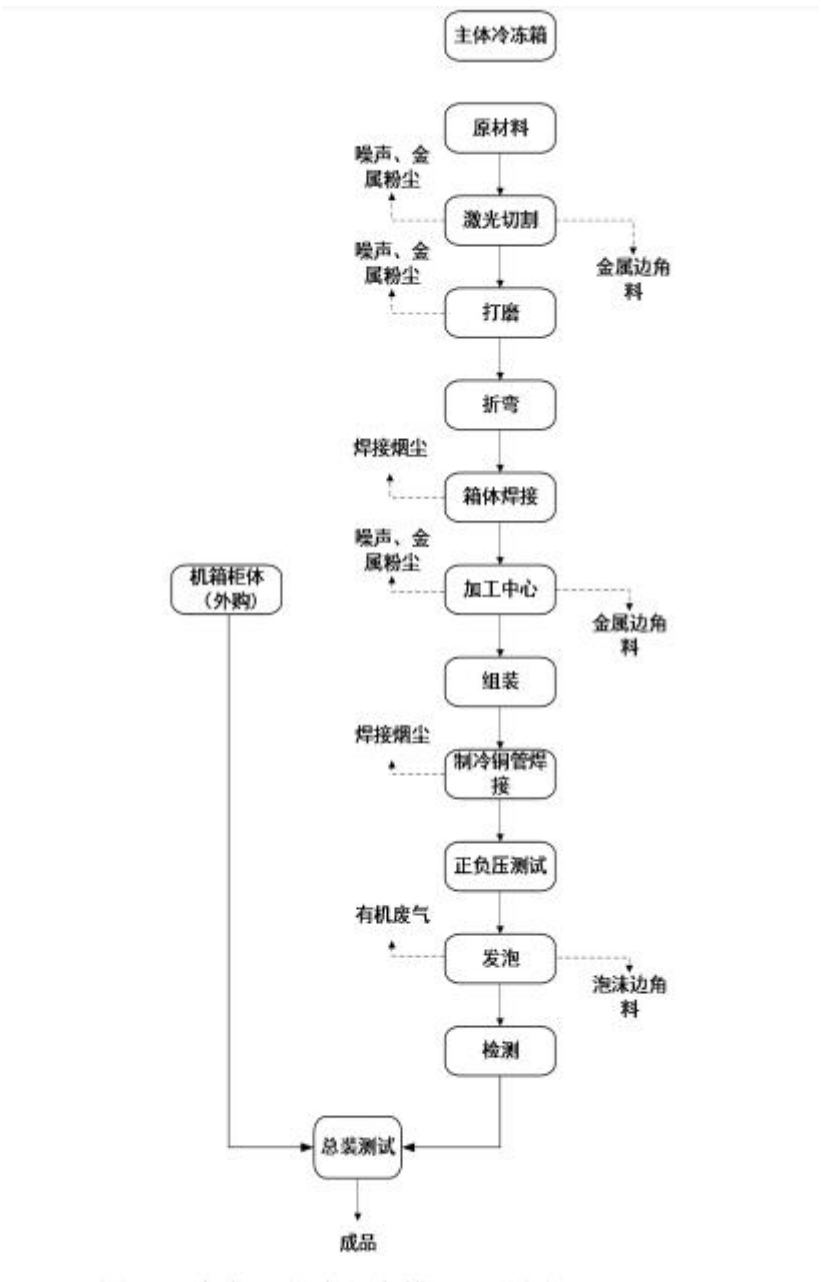 主体冷冻箱
原材料
噪声、金
属粉尘
激光切割
金属边角
料
噪声、金
属粉尘
打磨
折弯
焊接烟尘
箱体焊接
噪声、金
属粉尘
机箱柜体
（外购）
加工中心
金属边角
料
组装
焊接烟尘
制冷铜管焊
接
正负压测试
有机废气
发泡
泡沫边角
料
检测
总装测试
成品